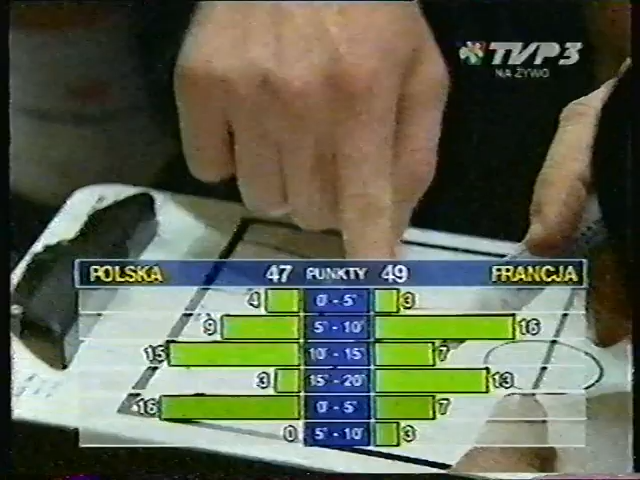 TVP3
NA ŻYWO
POLSKA 47 PUNKTY 49 FRANCJA
4 0' - 5' 3
9 5' - 10' 16
15 10' - 15' 7
3 15' - 20' 13
16 0' - 5' 7
0 5' - 10' 3